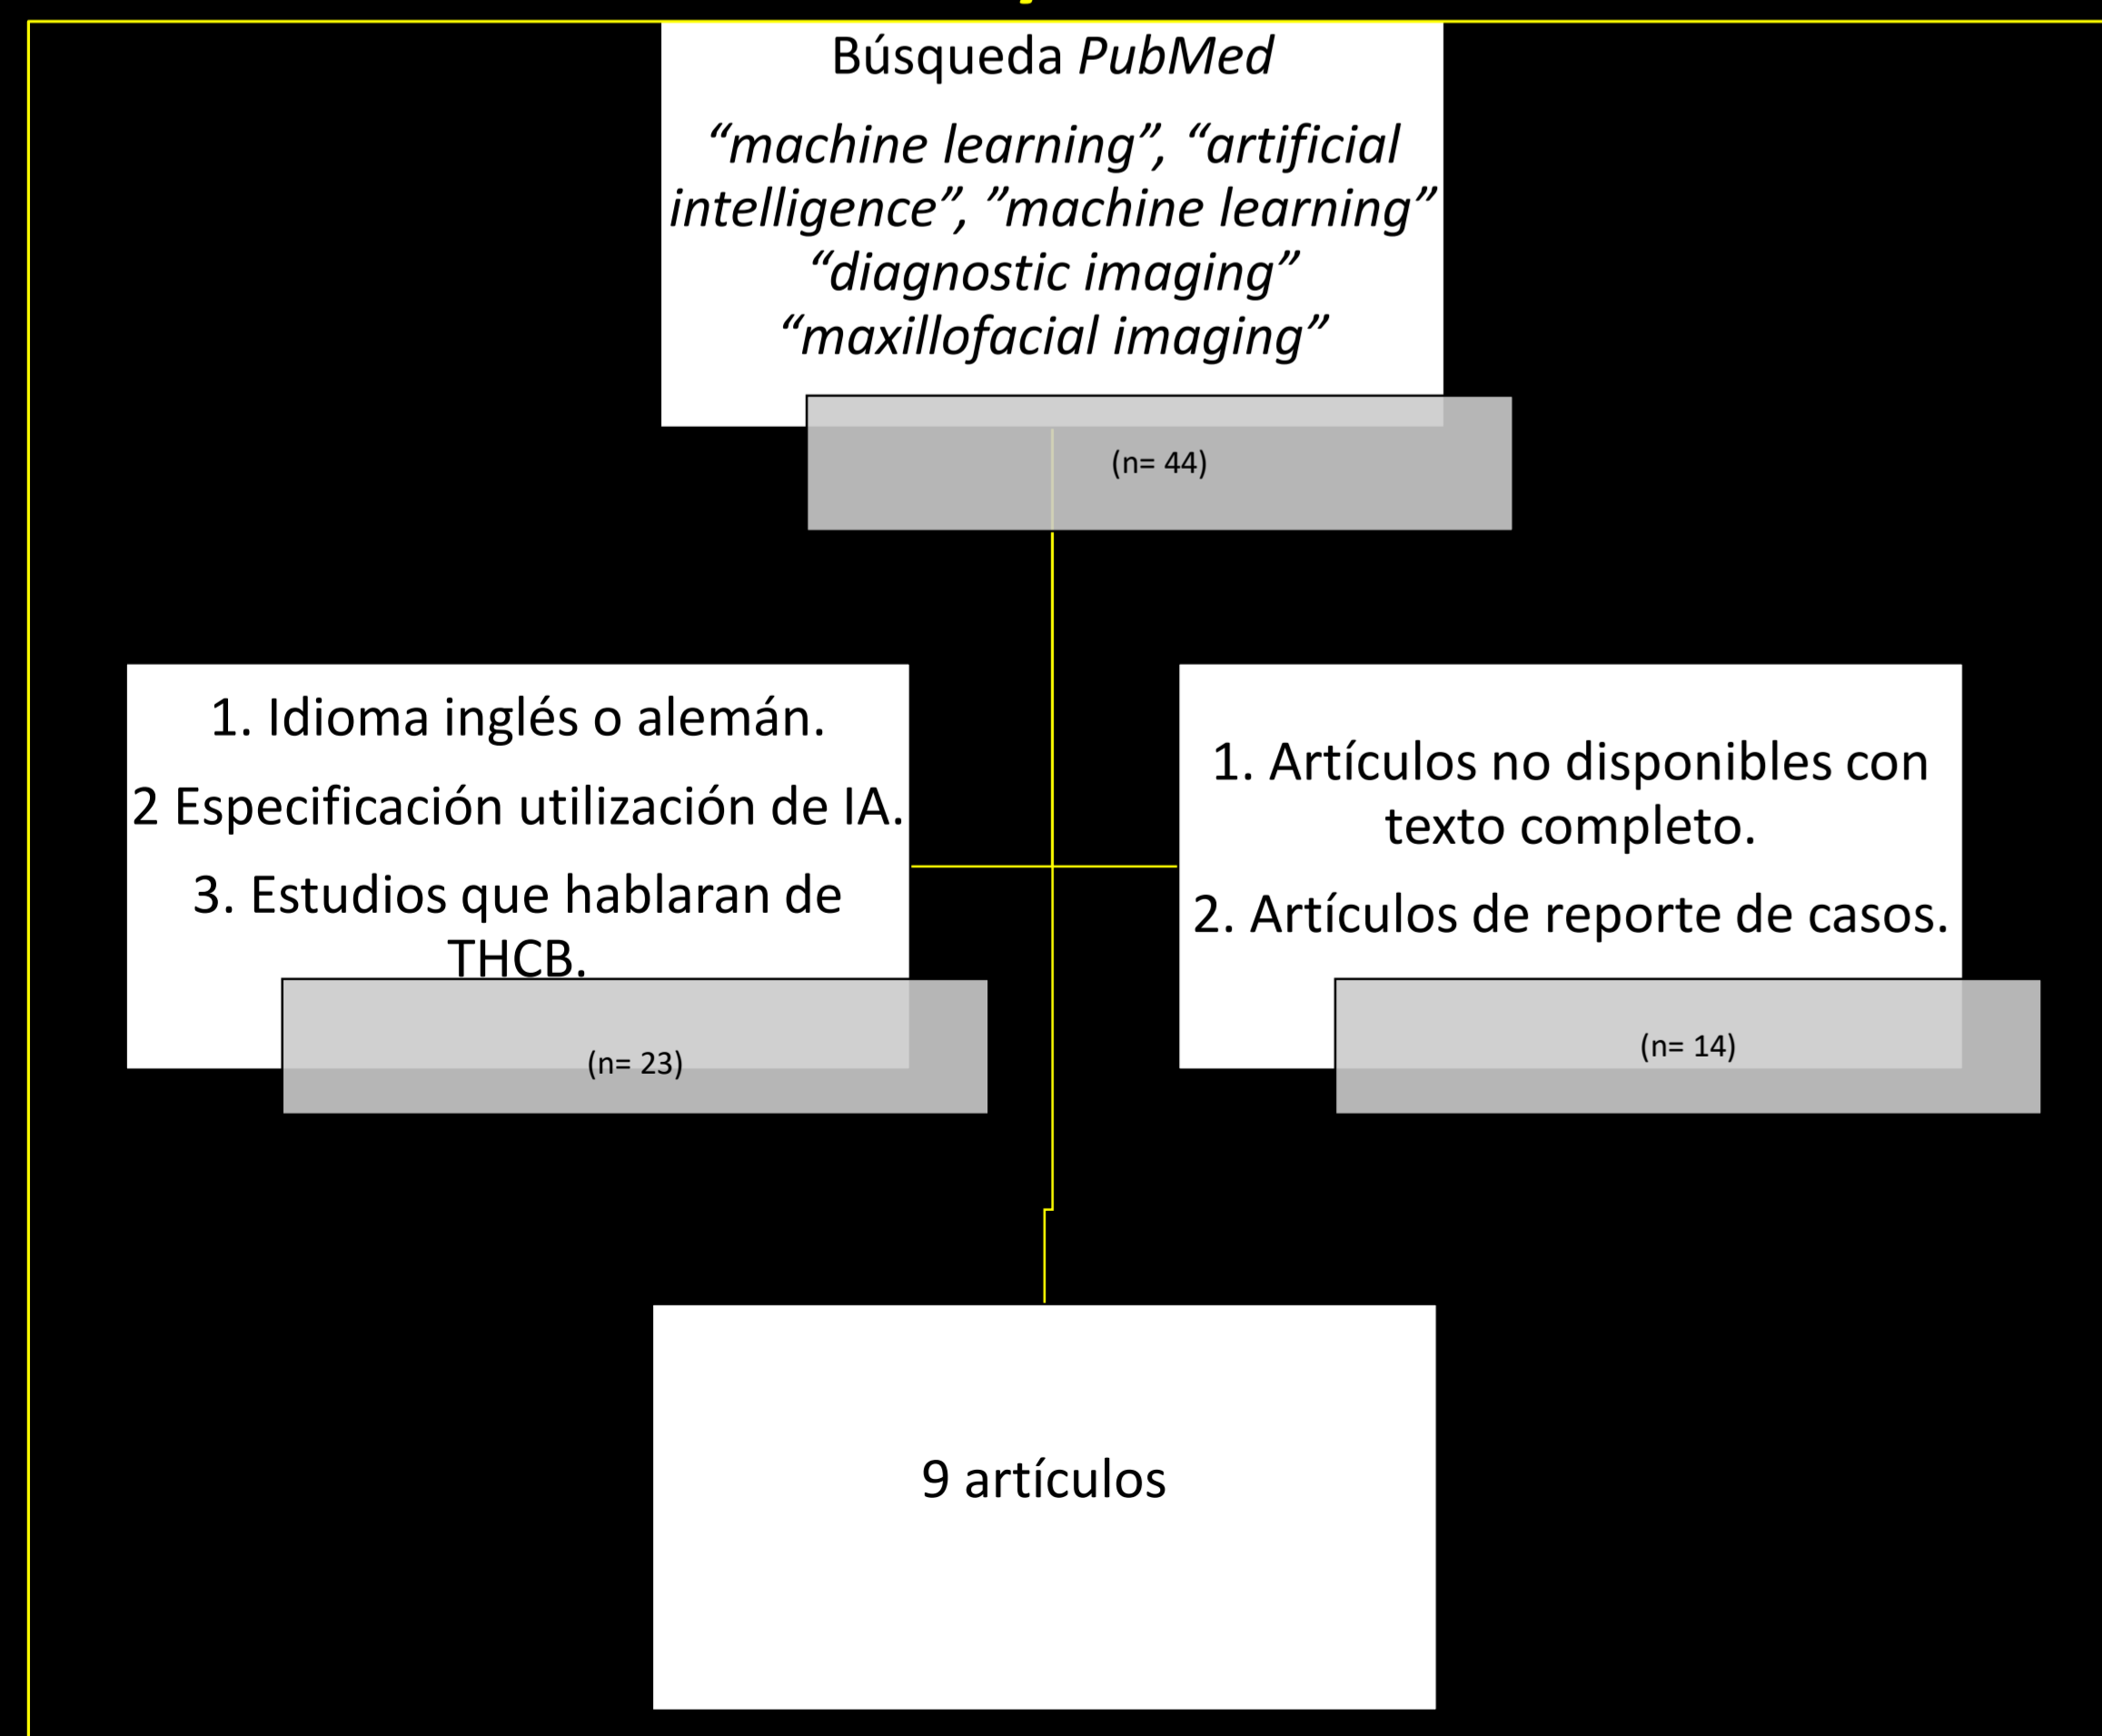 Búsqueda PubMed
“machine learning”, “artificial
intelligence”, ”machine learning”
“diagnostic imaging”
“maxillofacial imaging”
(n= 44)
1. Idioma inglés o alemán.
2 Especificación utilización de IA.
3. Estudios que hablaran de
THCB.
(n= 23)
1. Artículos no disponibles con
texto completo.
2. Artículos de reporte de casos.
(n= 14)
9 artículos